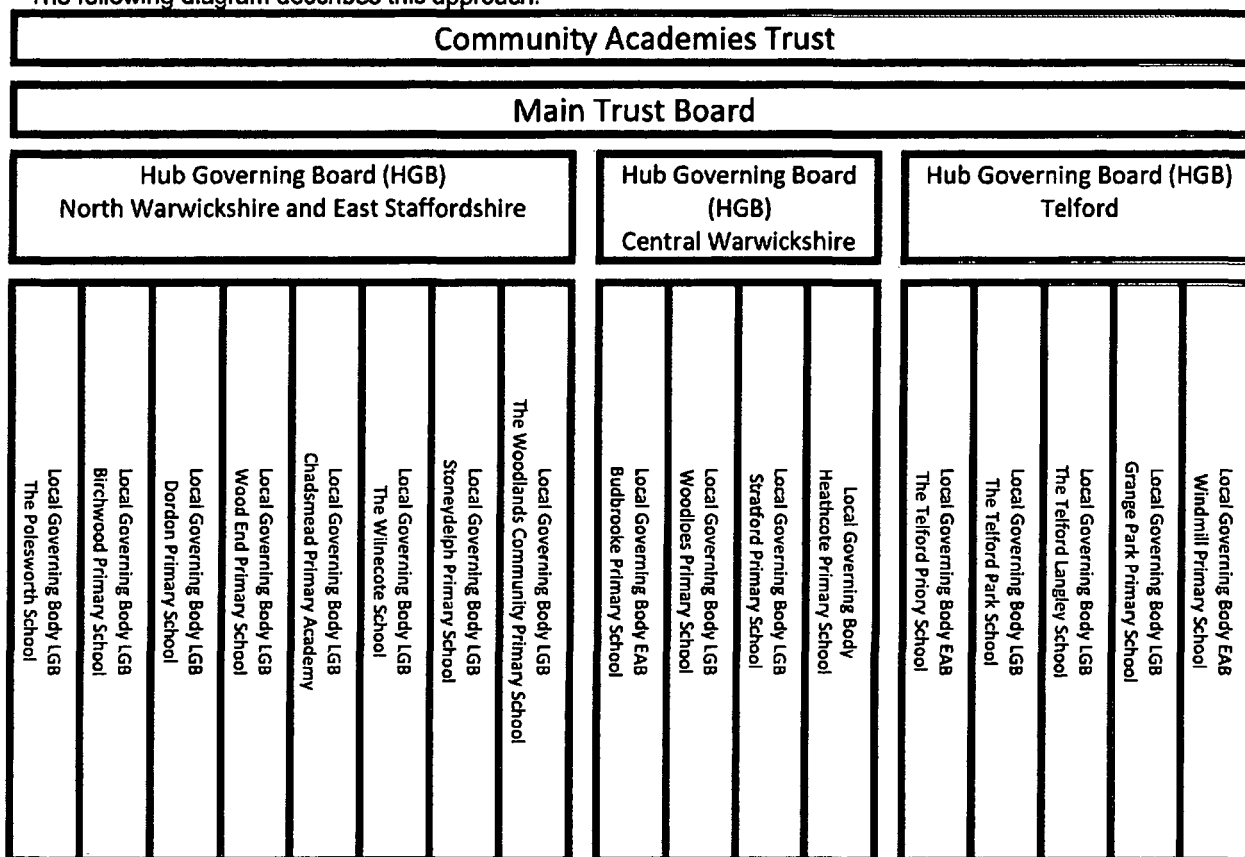 The following diagram describes this approach.
Community Academies Trust
Main Trust Board
Hub Governing Board (HGB)
North Warwickshire and East Staffordshire
Hub Governing Board
(HGB)
Central Warwickshire
Hub Governing Board (HGB)
Telford
Local Governing Body LGB
The Polesworth School
Local Governing Body LGB
Birchwood Primary School
Local Governing Body LGB
Dordon Primary School
Local Governing Body LGB
Wood End Primary School
Local Governing Body LGB
Chadsmead Primary Academy
Local Governing Body LGB
The Wilnecote School
Local Governing Body LGB
Stoneydelph Primary School
Local Governing Body LGB
The Woodlands Community Primary School
Local Governing Body EAB
Budbrooke Primary School
Local Governing Body LGB
Woodloes Primary School
Local Governing Body LGB
Stratford Primary School
Local Governing Body
Heathcote Primary School
Local Governing Body EAB
The Telford Priory School
Local Governing Body LGB
The Telford Park School
Local Governing Body LGB
The Telford Langley School
Local Governing Body LGB
Grange Park Primary School
Local Governing Body EAB
Windmill Primary School